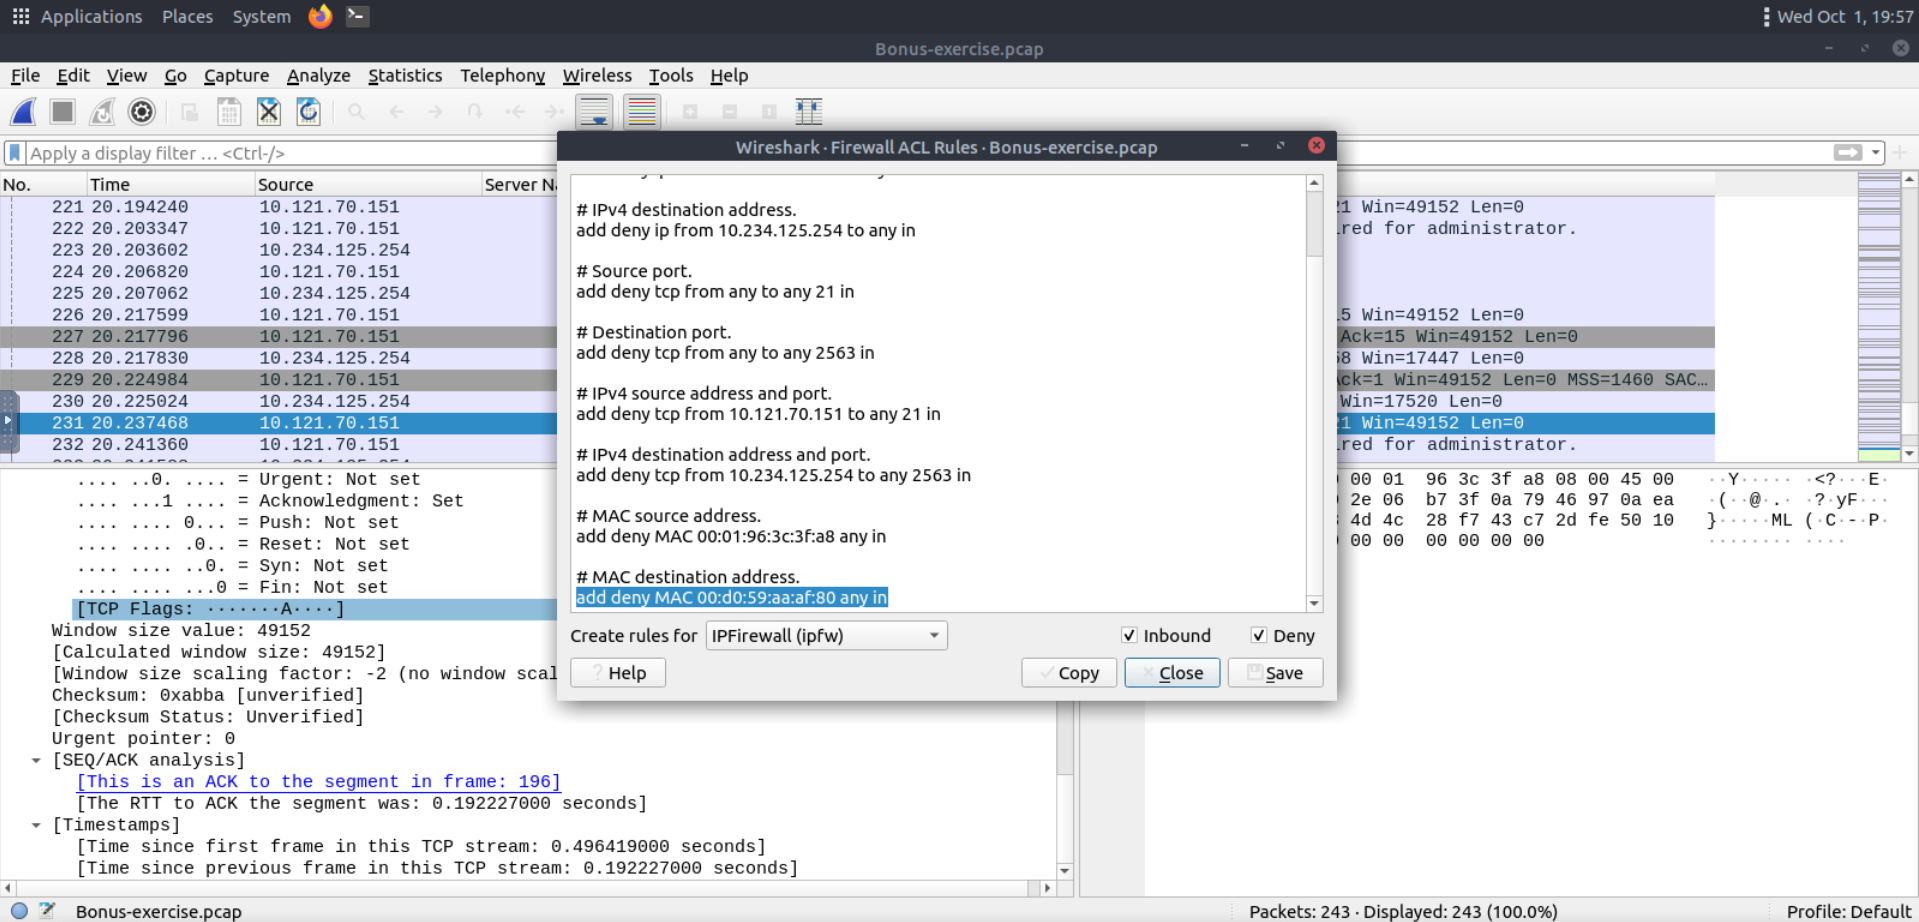 Applications Places System Wed Oct 1, 19:57
Bonus-exercise.pcap
File Edit View Go Capture Analyze Statistics Telephony Wireless Tools Help
Apply a display filter … <Ctrl-/>
No. Time Source Server
221 20.194240 10.121.70.151
222 20.203347 10.121.70.151
223 20.203602 10.234.125.254
224 20.206820 10.121.70.151
225 20.207062 10.234.125.254
226 20.217599 10.121.70.151
227 20.217796 10.121.70.151
228 20.217830 10.234.125.254
229 20.224984 10.121.70.151
230 20.225024 10.234.125.254
231 20.237468 10.121.70.151
232 20.241360 10.121.70.151
Win=49152 Len=0
for administrator.
Win=49152 Len=0
Ack=15 Win=49152 Len=0
Win=17447 Len=0
Ack=1 Win=49152 Len=0 MSS=1460 SAC…
Win=17520 Len=0
Win=49152 Len=0
for administrator.
Wireshark · Firewall ACL Rules · Bonus-exercise.pcap
# IPv4 destination address.
add deny ip from 10.234.125.254 to any in
# Source port.
add deny tcp from any to any 21 in
# Destination port.
add deny tcp from any to any 2563 in
# IPv4 source address and port.
add deny tcp from 10.121.70.151 to any 21 in
# IPv4 destination address and port.
add deny tcp from 10.234.125.254 to any 2563 in
# MAC source address.
add deny MAC 00:01:96:3c:3f:a8 any in
# MAC destination address.
add deny MAC 00:d0:59:aa:af:80 any in
Create rules for IPFirewall (ipfw) Inbound Deny
Help Copy Close Save
.... ..0. .... = Urgent: Not set
.... ...1 .... = Acknowledgment: Set
.... .... 0... = Push: Not set
.... .... .0.. = Reset: Not set
.... .... ..0. = Syn: Not set
.... .... ...0 = Fin: Not set
[TCP Flags: ·······A····]
Window size value: 49152
[Calculated window size: 49152]
[Window size scaling factor: -2 (no window
Checksum: 0xabba [unverified]
[Checksum Status: Unverified]
Urgent pointer: 0
[SEQ/ACK analysis]
[This is an ACK to the segment in frame: 196]
[The RTT to ACK the segment was: 0.192227000 seconds]
[Timestamps]
[Time since first frame in this TCP stream: 0.496419000 seconds]
[Time since previous frame in this TCP stream: 0.192227000 seconds]
00 01 96 3c 3f a8 08 00 45 00 ··Y····· ·<?···E·
2e 06 b7 3f 0a 79 46 97 0a ea ·(··@·.· ·?·yF···
4d 4c 28 f7 43 c7 2d fe 50 10 }·····ML (·C·-·P·
00 00 00 00 00 00 ········ ····
Bonus-exercise.pcap Packets: 243 · Displayed: 243 (100.0%) Profile: Default